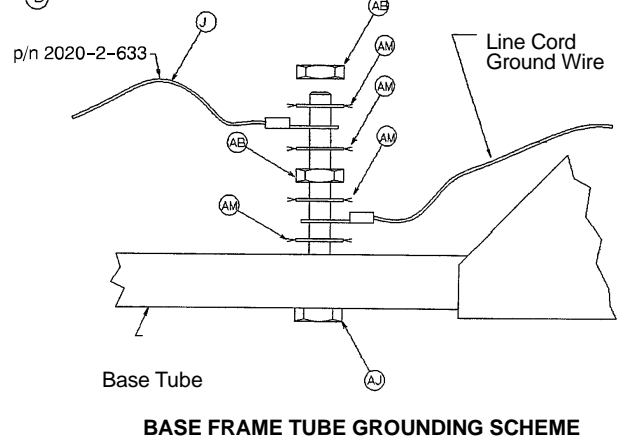 AB
J
AM
p/n 2020-2-633
Line Cord
Ground Wire
AM
AB
AM
AM
Base Tube
AJ
BASE FRAME TUBE GROUNDING SCHEME